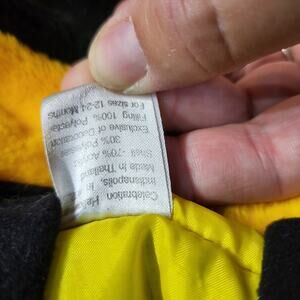 Celebration
Indianapolis, In.
Made in Thailand
Shell -70%
30% Polyester
Exclusive of Decoration
Filling 100% Polyester
For sizes 12-24 Months